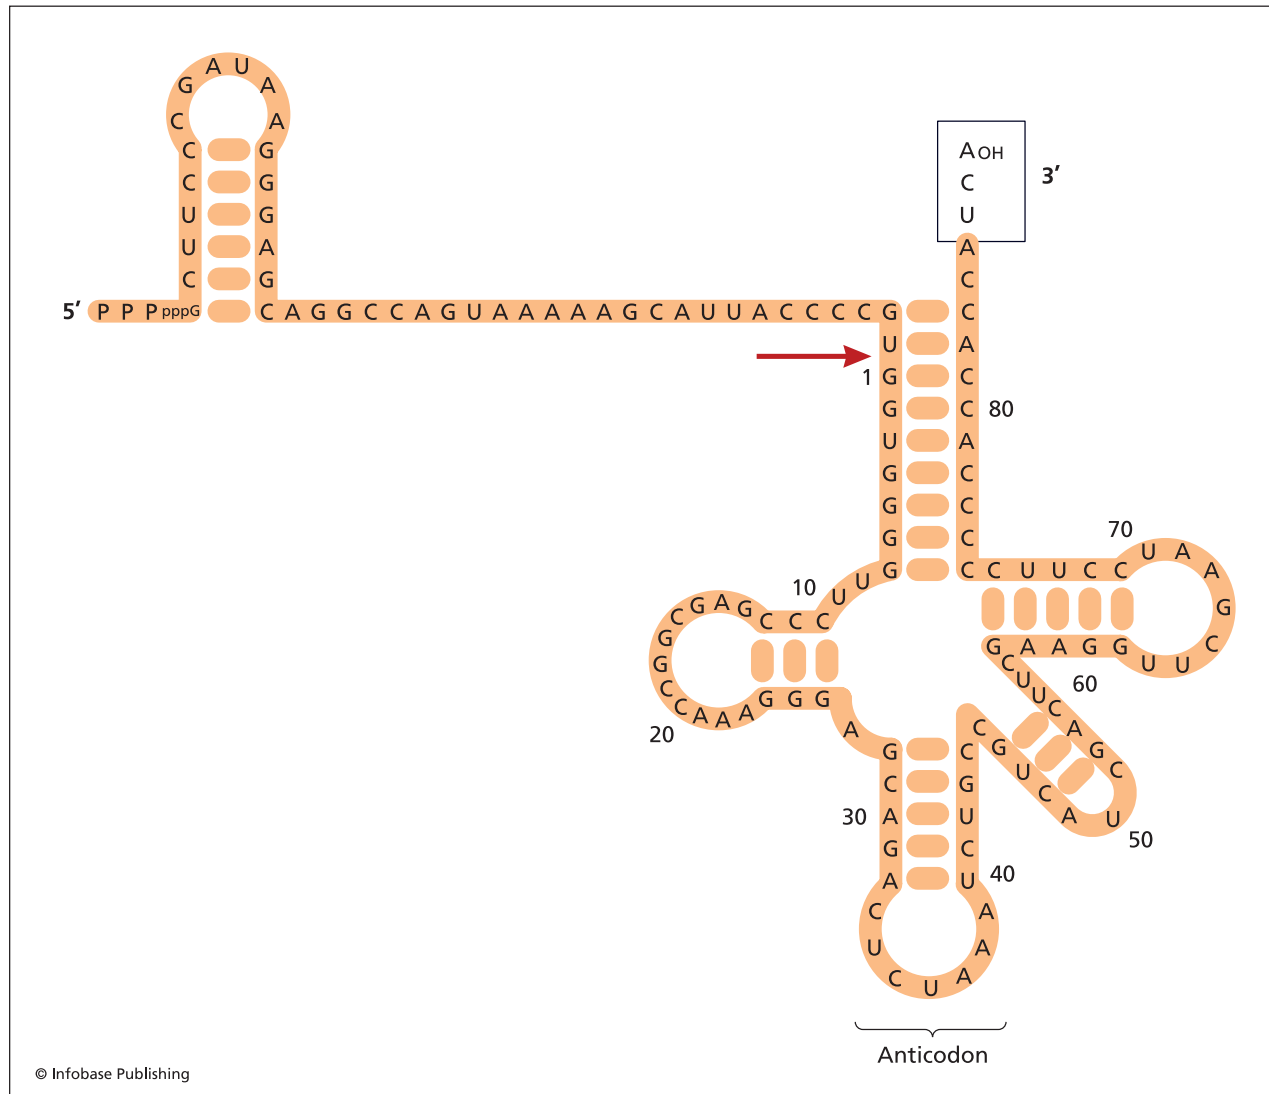 5′ P P P pppG
C U U C C
C G A U A A
G G G A G
C A G G C C A G U A A A A A G C A U U A C C C C G
U G G U G G G G
1
U U
10
C C C
G A G C G G C C A A A
20
G G G
A
G C A G A
30
C U C U A A A
Anticodon
U C U G C
40
C G U C A
U C G A C U U C
50
G A A G G
60
U U C G A A U
70
C C U U C
C C C C A C C A C C A
80
U C A OH
3′
© Infobase Publishing